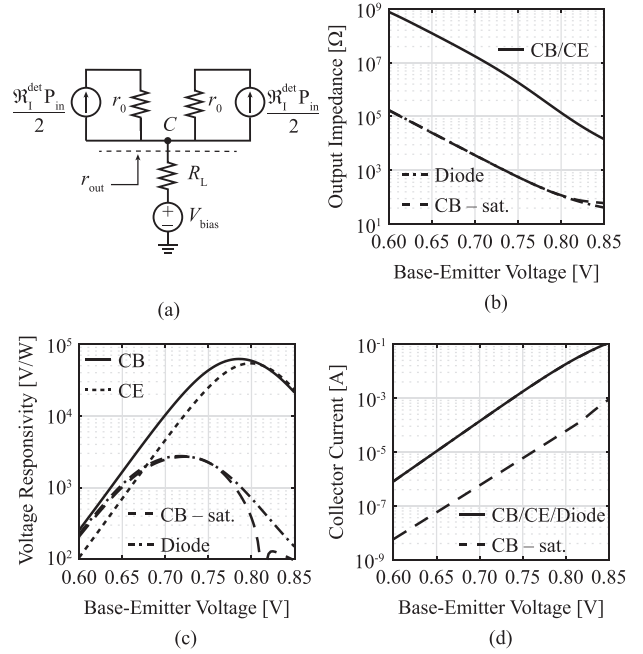 ℜ_I^det P_in / 2
r_0
r_0
ℜ_I^det P_in / 2
C
r_out
R_L
V_bias
+
−
(a)
Output Impedance [Ω]
10^9
10^7
10^5
10^3
10^1
CB/CE
Diode
CB – sat.
0.60 0.65 0.70 0.75 0.80 0.85
Base-Emitter Voltage [V]
(b)
Voltage Responsivity [V/W]
10^5
10^4
10^3
10^2
CB
CE
CB – sat.
Diode
0.60 0.65 0.70 0.75 0.80 0.85
Base-Emitter Voltage [V]
(c)
Collector Current [A]
10^-1
10^-3
10^-5
10^-7
10^-9
CB/CE/Diode
CB – sat.
0.60 0.65 0.70 0.75 0.80 0.85
Base-Emitter Voltage [V]
(d)